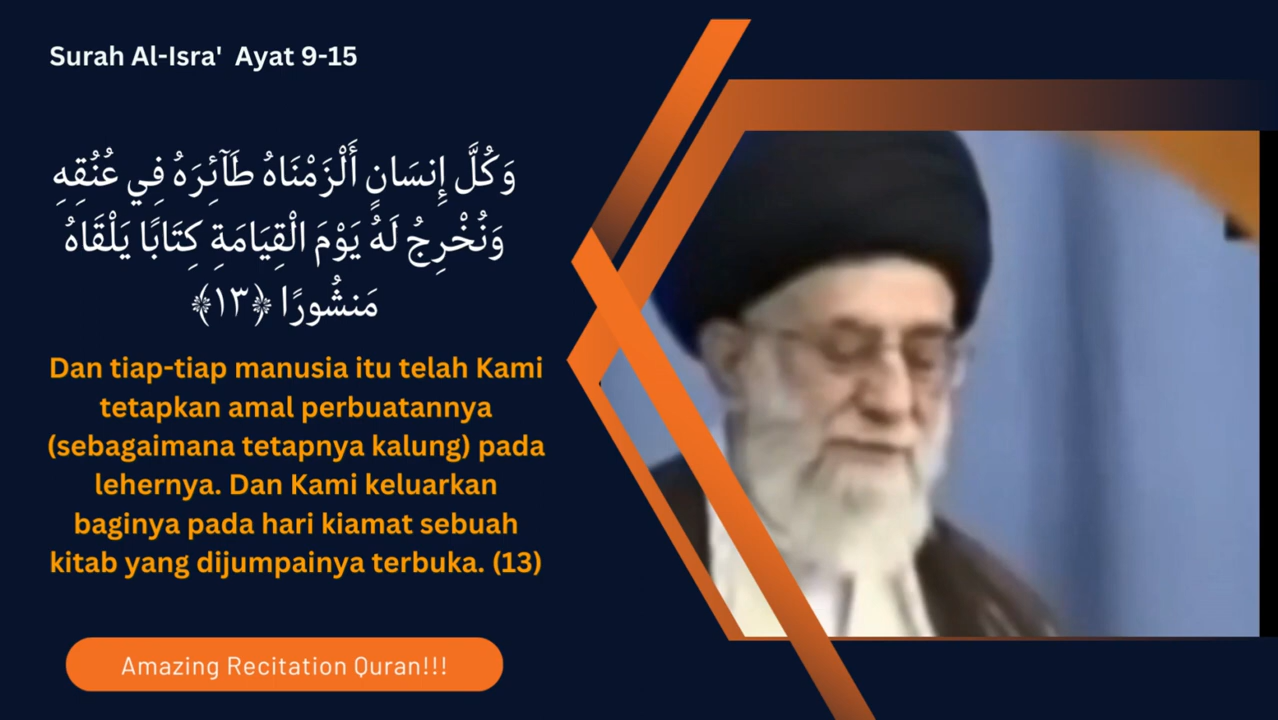 Surah Al-Isra' Ayat 9-15
وَكُلَّ إِنسَانٍ أَلْزَمْنَاهُ طَآئِرَهُ فِي عُنُقِهِ
وَنُخْرِجُ لَهُ يَوْمَ الْقِيَامَةِ كِتَابًا يَلْقَاهُ
مَنشُورًا ﴿١٣﴾
Dan tiap-tiap manusia itu telah Kami
tetapkan amal perbuatannya
(sebagaimana tetapnya kalung) pada
lehernya. Dan Kami keluarkan
baginya pada hari kiamat sebuah
kitab yang dijumpainya terbuka. (13)
Amazing Recitation Quran!!!